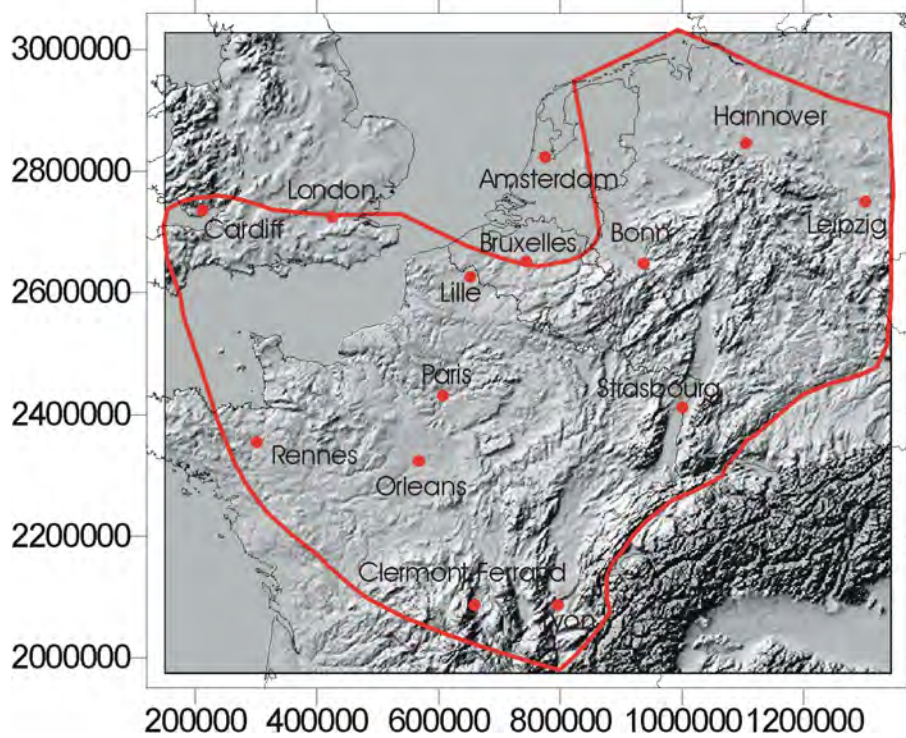 3000000
Hannover
2800000
Amsterdam
London
Cardiff
Leipzig
Bruxelles
Bonn
2600000
Lille
Paris
Strasbourg
2400000
Rennes
Orleans
2200000
Clermont Ferrand
yon
2000000
200000 400000 600000 800000 1000000 1200000